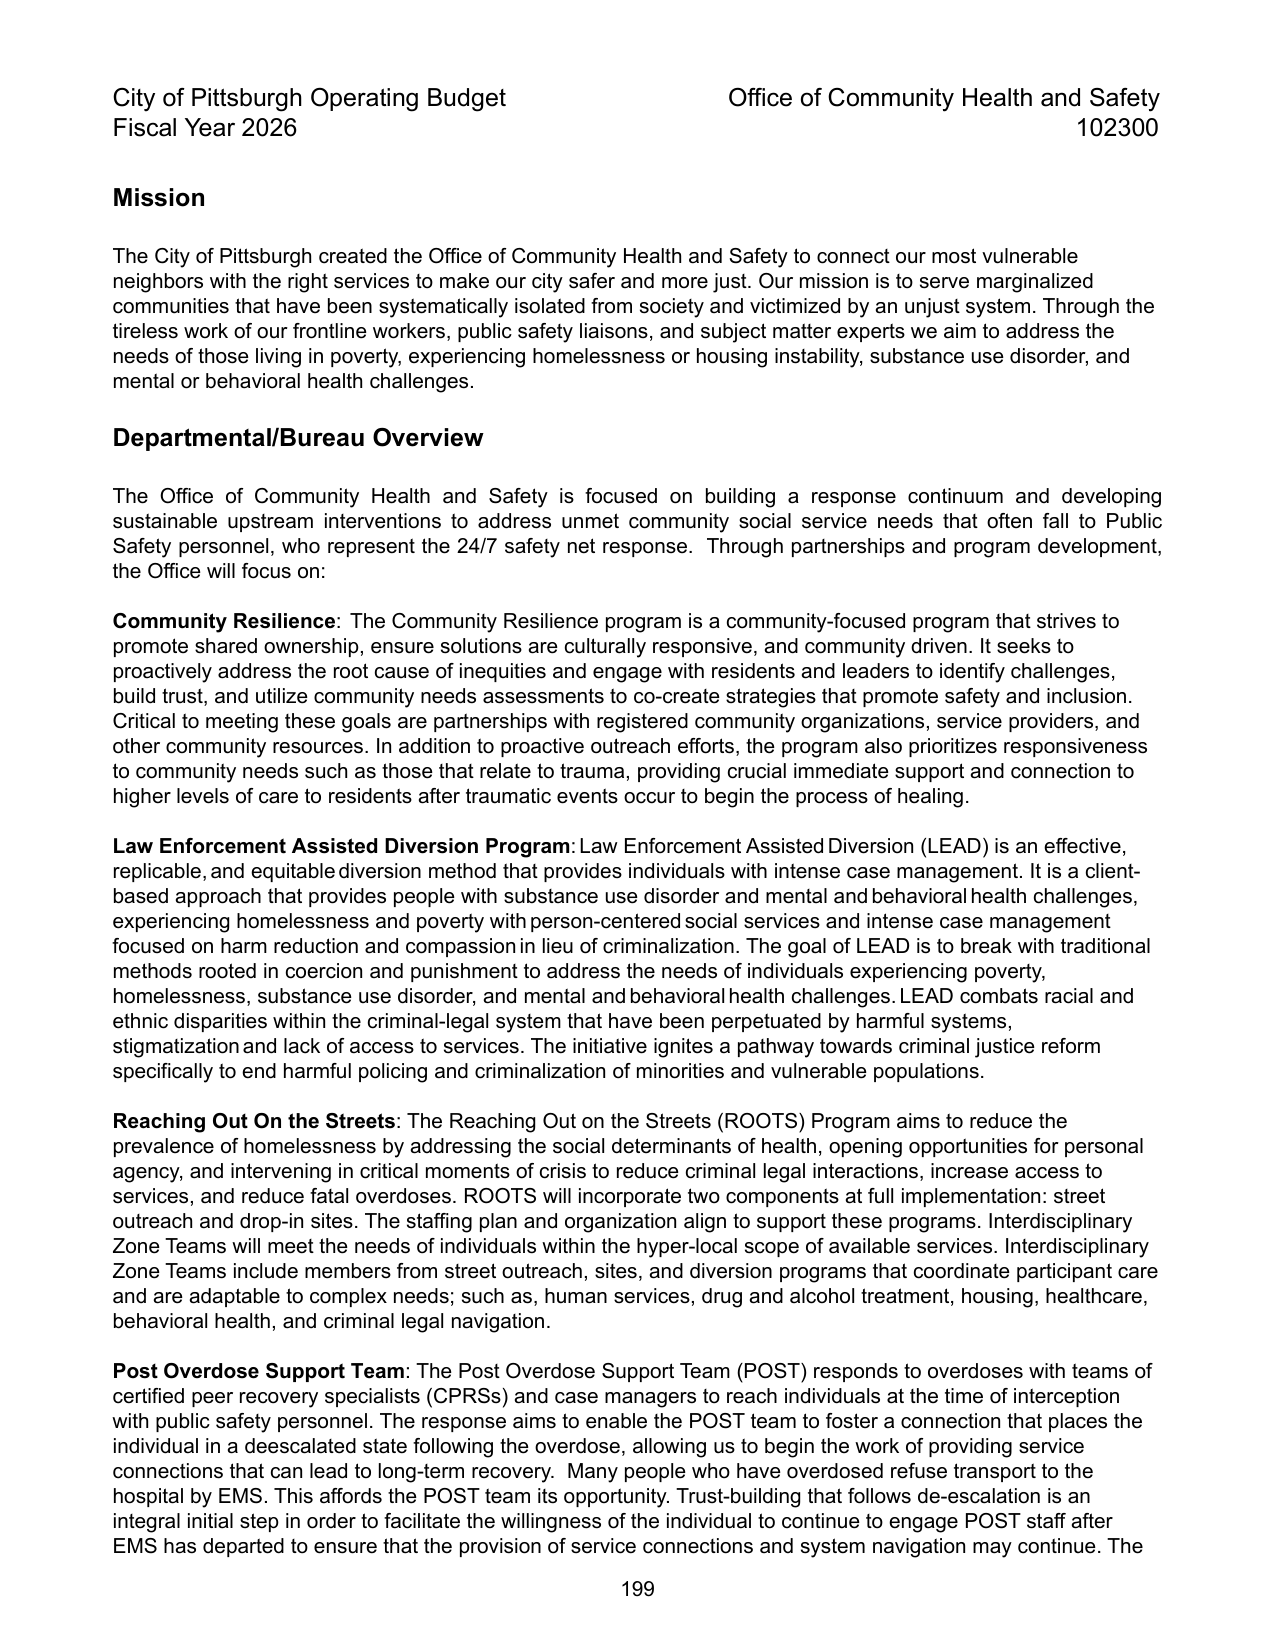 City of Pittsburgh Operating Budget
Fiscal Year 2026
Office of Community Health and Safety
102300
Mission
The City of Pittsburgh created the Office of Community Health and Safety to connect our most vulnerable
neighbors with the right services to make our city safer and more just. Our mission is to serve marginalized
communities that have been systematically isolated from society and victimized by an unjust system. Through the
tireless work of our frontline workers, public safety liaisons, and subject matter experts we aim to address the
needs of those living in poverty, experiencing homelessness or housing instability, substance use disorder, and
mental or behavioral health challenges.
Departmental/Bureau Overview
The Office of Community Health and Safety is focused on building a response continuum and developing
sustainable upstream interventions to address unmet community social service needs that often fall to Public
Safety personnel, who represent the 24/7 safety net response. Through partnerships and program development,
the Office will focus on:
Community Resilience: The Community Resilience program is a community-focused program that strives to
promote shared ownership, ensure solutions are culturally responsive, and community driven. It seeks to
proactively address the root cause of inequities and engage with residents and leaders to identify challenges,
build trust, and utilize community needs assessments to co-create strategies that promote safety and inclusion.
Critical to meeting these goals are partnerships with registered community organizations, service providers, and
other community resources. In addition to proactive outreach efforts, the program also prioritizes responsiveness
to community needs such as those that relate to trauma, providing crucial immediate support and connection to
higher levels of care to residents after traumatic events occur to begin the process of healing.
Law Enforcement Assisted Diversion Program: Law Enforcement Assisted Diversion (LEAD) is an effective,
replicable, and equitable diversion method that provides individuals with intense case management. It is a client-
based approach that provides people with substance use disorder and mental and behavioral health challenges,
experiencing homelessness and poverty with person-centered social services and intense case management
focused on harm reduction and compassion in lieu of criminalization. The goal of LEAD is to break with traditional
methods rooted in coercion and punishment to address the needs of individuals experiencing poverty,
homelessness, substance use disorder, and mental and behavioral health challenges. LEAD combats racial and
ethnic disparities within the criminal-legal system that have been perpetuated by harmful systems,
stigmatization and lack of access to services. The initiative ignites a pathway towards criminal justice reform
specifically to end harmful policing and criminalization of minorities and vulnerable populations.
Reaching Out On the Streets: The Reaching Out on the Streets (ROOTS) Program aims to reduce the
prevalence of homelessness by addressing the social determinants of health, opening opportunities for personal
agency, and intervening in critical moments of crisis to reduce criminal legal interactions, increase access to
services, and reduce fatal overdoses. ROOTS will incorporate two components at full implementation: street
outreach and drop-in sites. The staffing plan and organization align to support these programs. Interdisciplinary
Zone Teams will meet the needs of individuals within the hyper-local scope of available services. Interdisciplinary
Zone Teams include members from street outreach, sites, and diversion programs that coordinate participant care
and are adaptable to complex needs; such as, human services, drug and alcohol treatment, housing, healthcare,
behavioral health, and criminal legal navigation.
Post Overdose Support Team: The Post Overdose Support Team (POST) responds to overdoses with teams of
certified peer recovery specialists (CPRSs) and case managers to reach individuals at the time of interception
with public safety personnel. The response aims to enable the POST team to foster a connection that places the
individual in a deescalated state following the overdose, allowing us to begin the work of providing service
connections that can lead to long-term recovery. Many people who have overdosed refuse transport to the
hospital by EMS. This affords the POST team its opportunity. Trust-building that follows de-escalation is an
integral initial step in order to facilitate the willingness of the individual to continue to engage POST staff after
EMS has departed to ensure that the provision of service connections and system navigation may continue. The
199